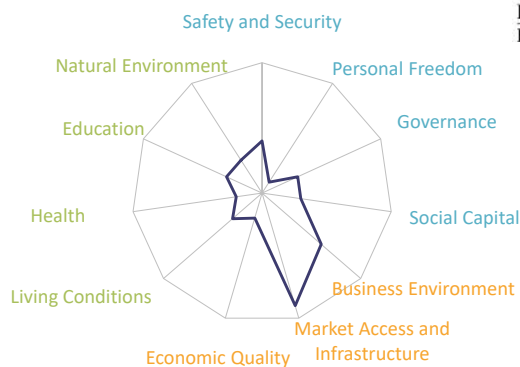 Safety and Security
Natural Environment
Personal Freedom
Education
Governance
Health
Social Capital
Living Conditions
Business Environment
Market Access and
Infrastructure
Economic Quality